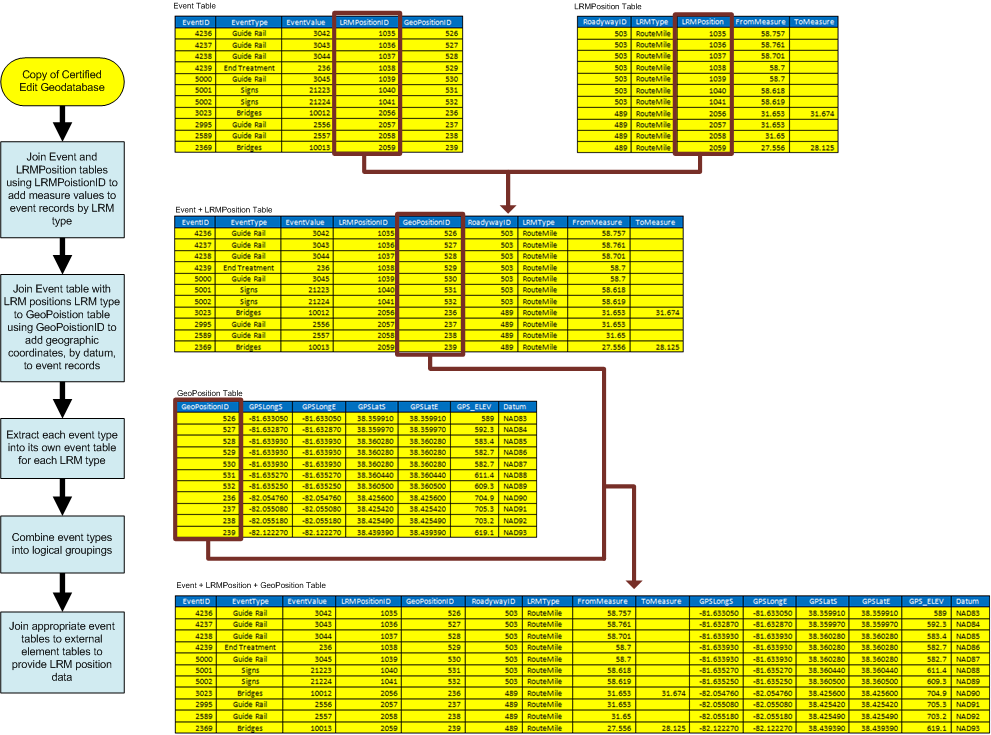 Copy of Certified
Edit Geodatabase
Join Event and
LRMPosition tables
using LRMPoistionID to
add measure values to
event records by LRM
type
Join Event table with
LRM positions LRM type
to GeoPoistion table
using GeoPoistionID to
add geographic
coordinates, by datum,
to event records
Extract each event type
into its own event table
for each LRM type
Combine event types
into logical groupings
Join appropriate event
tables to external
element tables to
provide LRM position
data
Event Table
EventID EventType EventValue LRMPositionID GeoPositionID
4236 Guide Rail 3042 1035 526
4237 Guide Rail 3043 1036 527
4238 Guide Rail 3044 1037 528
4239 End Treatment 236 1038 529
5000 Guide Rail 3045 1039 530
5001 Signs 21223 1040 531
5002 Signs 21224 1041 532
3023 Bridges 10012 2056 236
2995 Guide Rail 2556 2057 237
2589 Guide Rail 2557 2058 238
2369 Bridges 10013 2059 239
LRMPosition Table
RoadywayID LRMType LRMPosition FromMeasure ToMeasure
503 RouteMile 1035 58.757
503 RouteMile 1036 58.761
503 RouteMile 1037 58.701
503 RouteMile 1038 58.7
503 RouteMile 1039 58.7
503 RouteMile 1040 58.618
503 RouteMile 1041 58.619
489 RouteMile 2056 31.653 31.674
489 RouteMile 2057 31.653
489 RouteMile 2058 31.65
489 RouteMile 2059 27.556 28.125
Event + LRMPosition Table
EventID EventType EventValue LRMPositionID GeoPositionID RoadywayID LRMType FromMeasure ToMeasure
4236 Guide Rail 3042 1035 526 503 RouteMile 58.757
4237 Guide Rail 3043 1036 527 503 RouteMile 58.761
4238 Guide Rail 3044 1037 528 503 RouteMile 58.701
4239 End Treatment 236 1038 529 503 RouteMile 58.7
5000 Guide Rail 3045 1039 530 503 RouteMile 58.7
5001 Signs 21223 1040 531 503 RouteMile 58.618
5002 Signs 21224 1041 532 503 RouteMile 58.619
3023 Bridges 10012 2056 236 489 RouteMile 31.653 31.674
2995 Guide Rail 2556 2057 237 489 RouteMile 31.653
2589 Guide Rail 2557 2058 238 489 RouteMile 31.65
2369 Bridges 10013 2059 239 489 RouteMile 27.556 28.125
GeoPosition Table
GeoPositionID GPSLongS GPSLongE GPSLatS GPSLatE GPS_ELEV Datum
526 -81.633050 -81.633050 38.359910 38.359910 589 NAD83
527 -81.632870 -81.632870 38.359970 38.359970 592.3 NAD84
528 -81.633930 -81.633930 38.360280 38.360280 583.4 NAD85
529 -81.633930 -81.633930 38.360280 38.360280 582.7 NAD86
530 -81.633930 -81.633930 38.360280 38.360280 582.7 NAD87
531 -81.635270 -81.635270 38.360440 38.360440 611.4 NAD88
532 -81.635250 -81.635250 38.360500 38.360500 609.3 NAD89
236 -82.054760 -82.054760 38.425600 38.425600 704.9 NAD90
237 -82.055080 -82.055080 38.425420 38.425420 705.3 NAD91
238 -82.055180 -82.055180 38.425490 38.425490 703.2 NAD92
239 -82.122270 -82.122270 38.439390 38.439390 619.1 NAD93
Event + LRMPosition + GeoPosition Table
EventID EventType EventValue LRMPositionID GeoPositionID RoadywayID LRMType FromMeasure ToMeasure GPSLongS GPSLongE GPSLatS GPSLatE GPS_ELEV Datum
4236 Guide Rail 3042 1035 526 503 RouteMile 58.757 -81.633050 -81.633050 38.359910 38.359910 589 NAD83
4237 Guide Rail 3043 1036 527 503 RouteMile 58.761 -81.632870 -81.632870 38.359970 38.359970 592.3 NAD84
4238 Guide Rail 3044 1037 528 503 RouteMile 58.701 -81.633930 -81.633930 38.360280 38.360280 583.4 NAD85
4239 End Treatment 236 1038 529 503 RouteMile 58.7 -81.633930 -81.633930 38.360280 38.360280 582.7 NAD86
5000 Guide Rail 3045 1039 530 503 RouteMile 58.7 -81.633930 -81.633930 38.360280 38.360280 582.7 NAD87
5001 Signs 21223 1040 531 503 RouteMile 58.618 -81.635270 -81.635270 38.360440 38.360440 611.4 NAD88
5002 Signs 21224 1041 532 503 RouteMile 58.619 -81.635250 -81.635250 38.360500 38.360500 609.3 NAD89
3023 Bridges 10012 2056 236 489 RouteMile 31.653 31.674 -82.054760 -82.054760 38.425600 38.425600 704.9 NAD90
2995 Guide Rail 2556 2057 237 489 RouteMile 31.653 -82.055080 -82.055080 38.425420 38.425420 705.3 NAD91
2589 Guide Rail 2557 2058 238 489 RouteMile 31.65 -82.055180 -82.055180 38.425490 38.425490 703.2 NAD92
2369 Bridges 10013 2059 239 489 RouteMile 27.556 28.125 -82.122270 -82.122270 38.439390 38.439390 619.1 NAD93